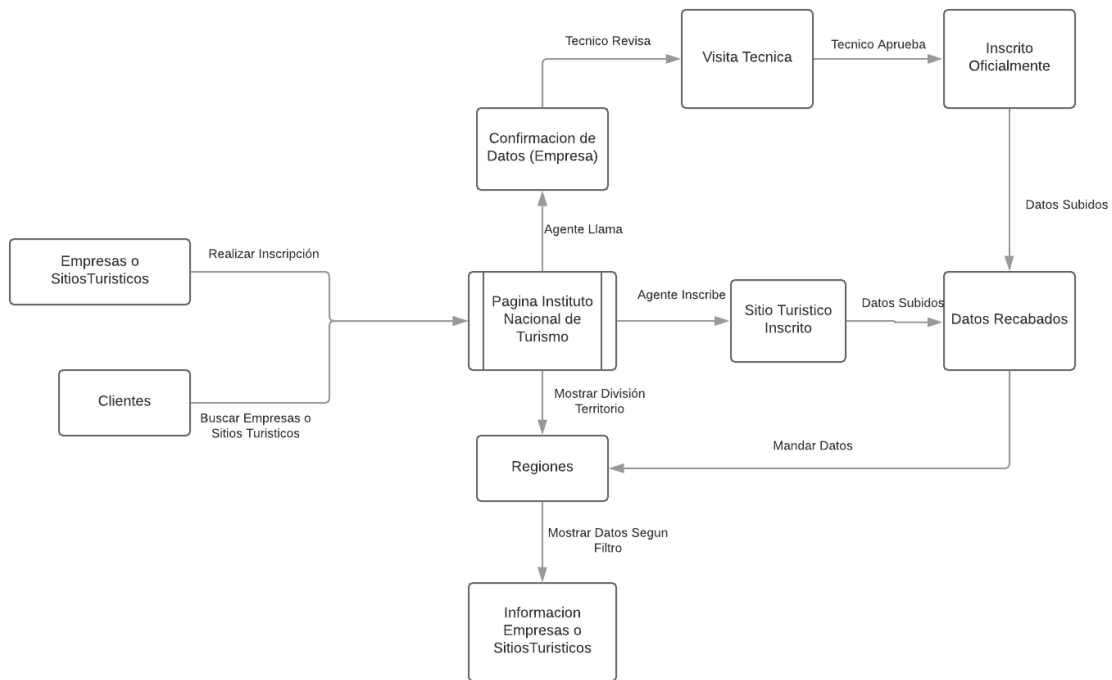 Tecnico Revisa
Visita Tecnica
Tecnico Aprueba
Inscrito
Oficialmente
Confirmacion de
Datos (Empresa)
Agente Llama
Datos Subidos
Empresas o
SitiosTuristicos
Realizar Inscripción
Pagina Instituto
Nacional de
Turismo
Agente Inscribe
Sitio Turistico
Inscrito
Datos Subidos
Datos Recabados
Clientes
Buscar Empresas o
Sitios Turisticos
Mostrar División
Territorio
Regiones
Mandar Datos
Mostrar Datos Segun
Filtro
Informacion
Empresas o
SitiosTuristicos